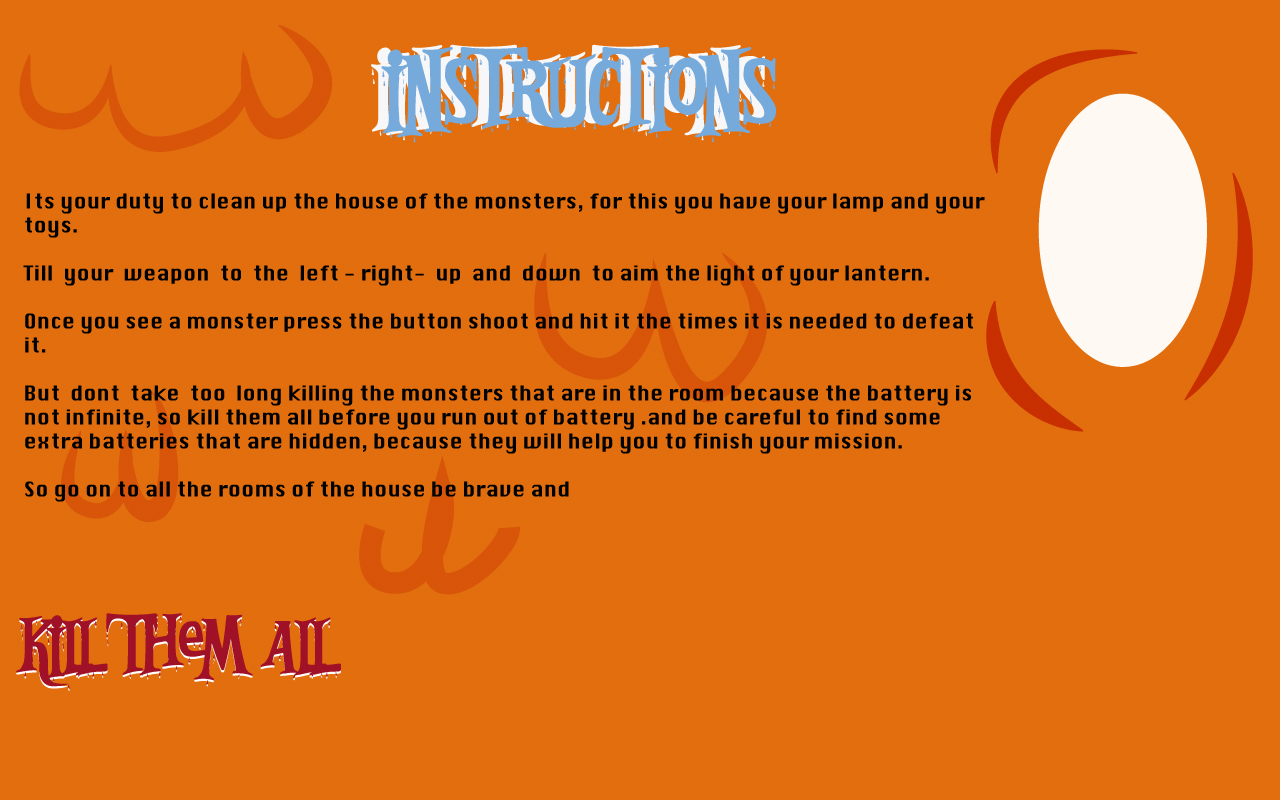 iNSTRUCTiONS
Its your duty to clean up the house of the monsters, for this you have your lamp and your
toys.
Till your weapon to the left - right- up and down to aim the light of your lantern.
Once you see a monster press the button shoot and hit it the times it is needed to defeat
it.
But dont take too long killing the monsters that are in the room because the battery is
not infinite, so kill them all before you run out of battery .and be careful to find some
extra batteries that are hidden, because they will help you to finish your mission.
So go on to all the rooms of the house be brave and
KiLL THeM ALL